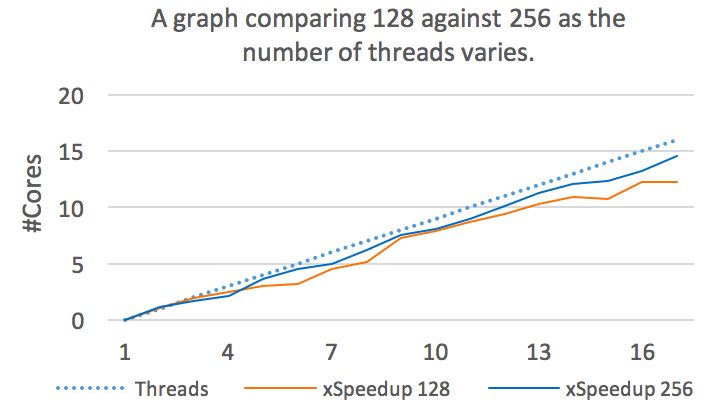 A graph comparing 128 against 256 as the
number of threads varies.
20
15
10
5
0
#Cores
1 4 7 10 13 16
Threads xSpeedup 128 xSpeedup 256